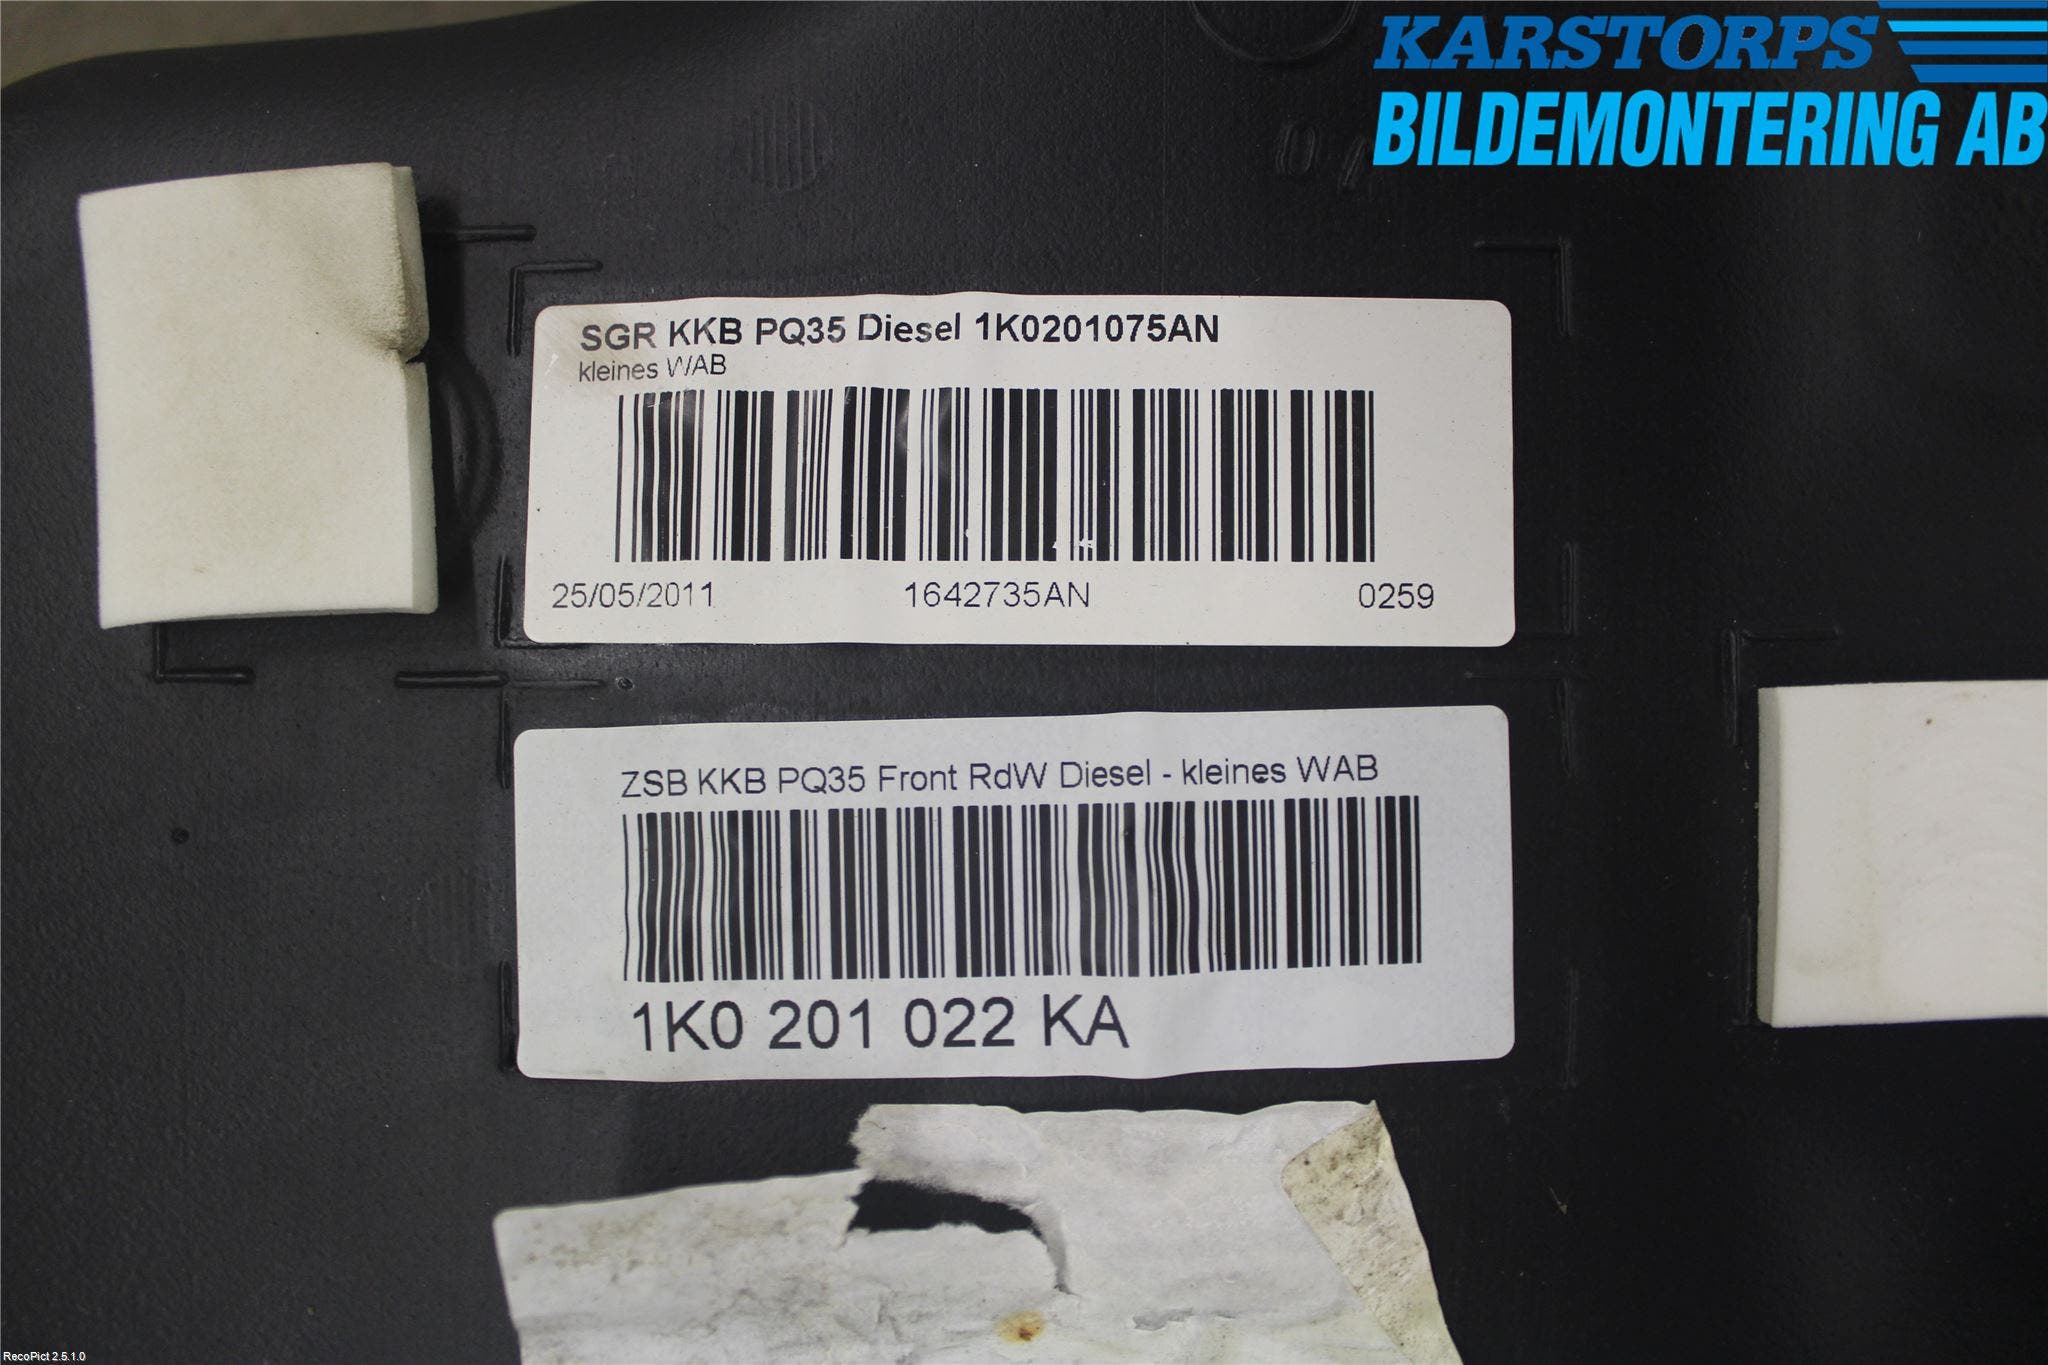 KARSTORPS
BILDEMONTERING AB
SGR KKB PQ35 Diesel 1K0201075AN
kleines WAB
25/05/2011 1642735AN 0259
ZSB KKB PQ35 Front RdW Diesel - kleines WAB
1K0 201 022 KA
RecoPict 2.5.1.0